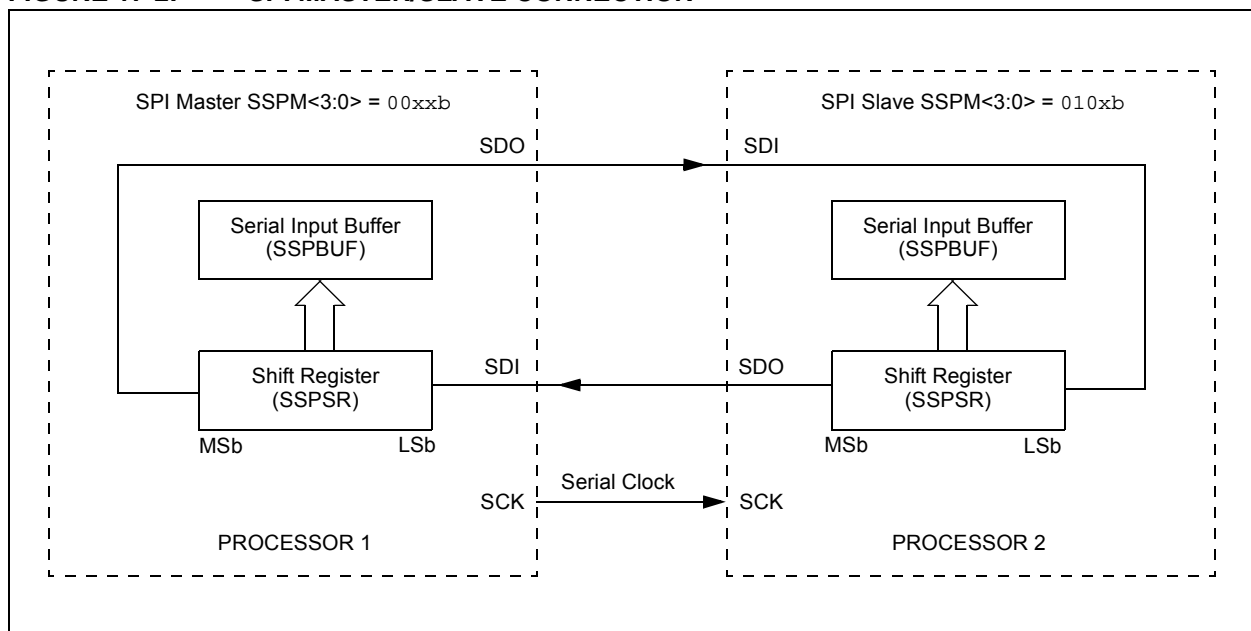 SPI Master SSPM<3:0> = 00xxb
SPI Slave SSPM<3:0> = 010xb
SDO
SDI
Serial Input Buffer
(SSPBUF)
Serial Input Buffer
(SSPBUF)
Shift Register
(SSPSR)
SDI
SDO
Shift Register
(SSPSR)
MSb
LSb
MSb
LSb
SCK
Serial Clock
SCK
PROCESSOR 1
PROCESSOR 2